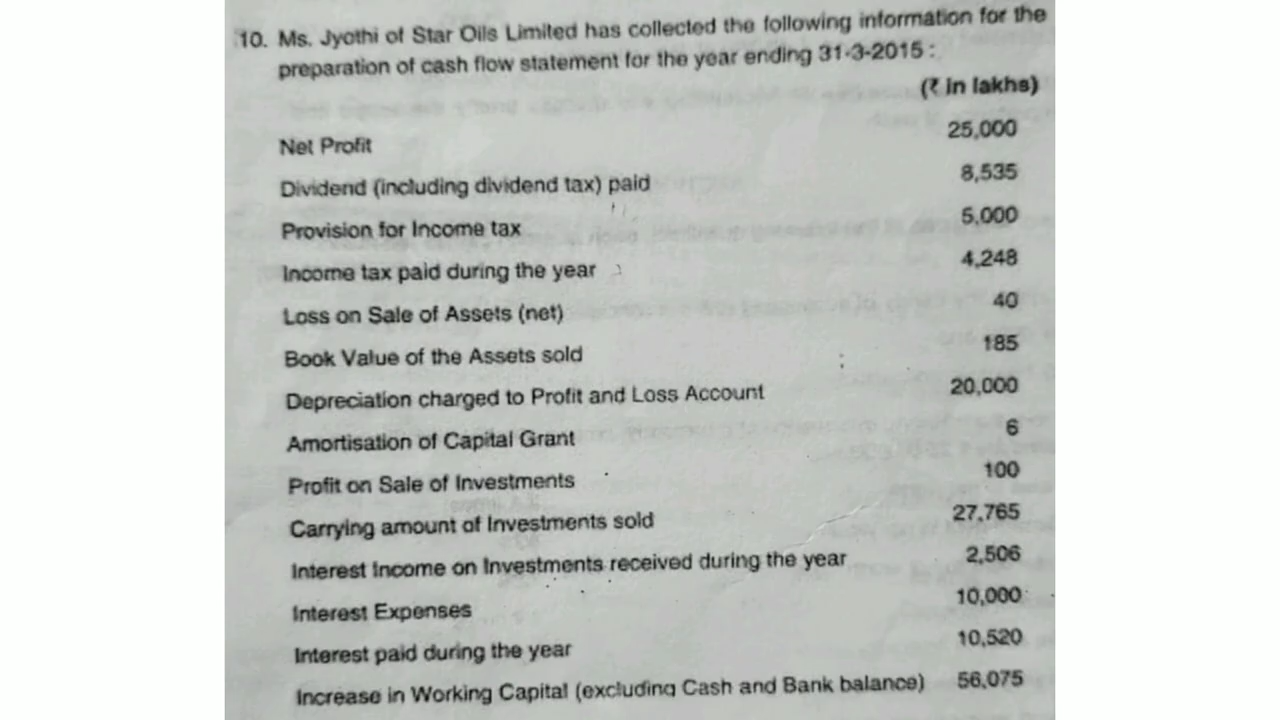 10. Ms. Jyothi of Star Oils Limited has collected the following information for the
preparation of cash flow statement for the year ending 31-3-2015 :
(₹ in lakhs)
Net Profit 25,000
Dividend (including dividend tax) paid 8,535
Provision for Income tax 5,000
Income tax paid during the year 4,248
Loss on Sale of Assets (net) 40
Book Value of the Assets sold 185
Depreciation charged to Profit and Loss Account 20,000
Amortisation of Capital Grant 6
Profit on Sale of Investments 100
Carrying amount of Investments sold 27,765
Interest Income on Investments received during the year 2,506
Interest Expenses 10,000
Interest paid during the year 10,520
Increase in Working Capital (excluding Cash and Bank balance) 56,075